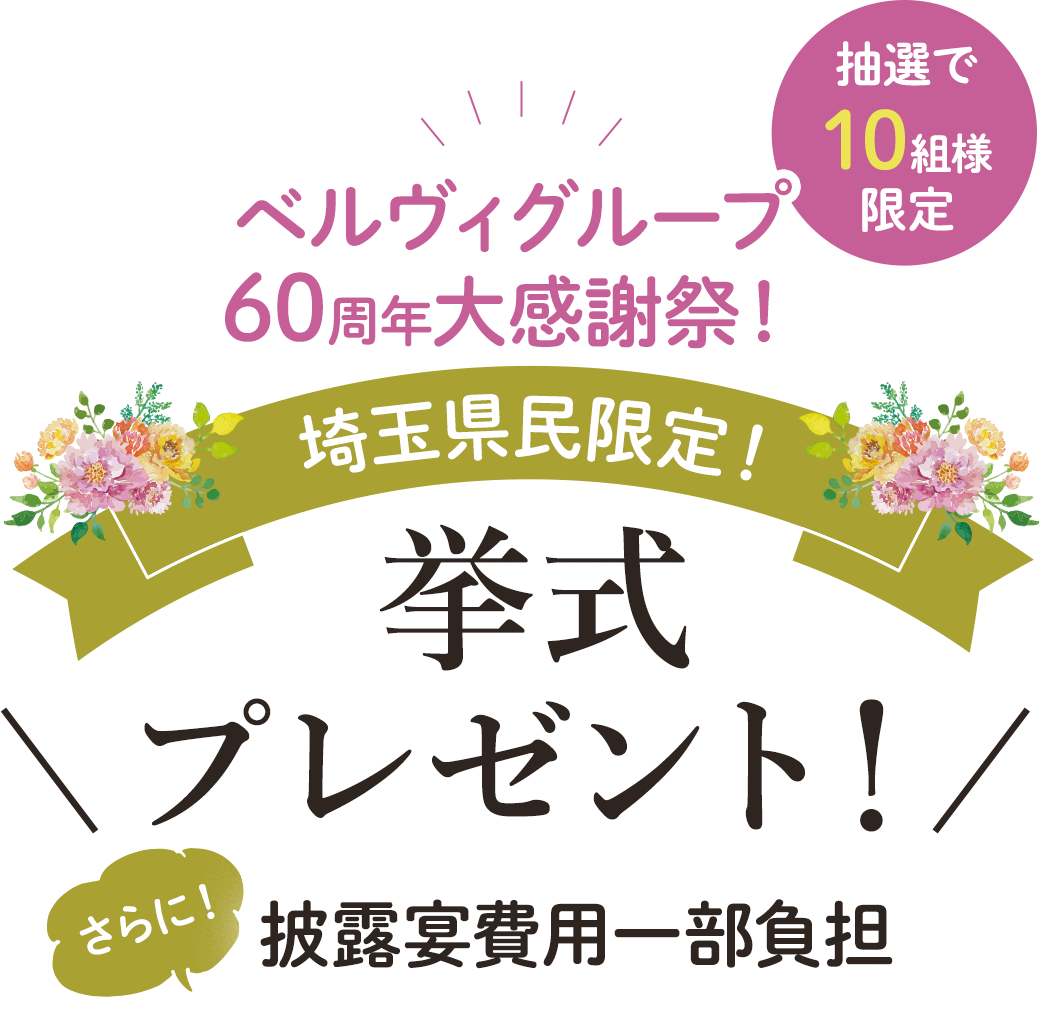 抽選で
10組様
限定
ベルヴィグループ
60周年大感謝祭！
埼玉県民限定！
挙式
プレゼント！
さらに！
披露宴費用一部負担